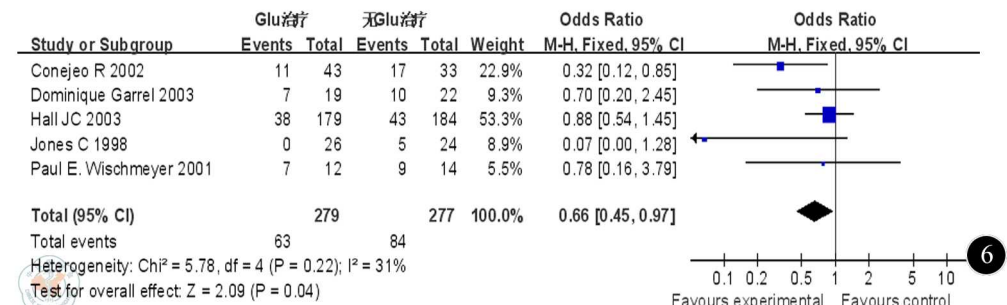 Glu治疗 无Glu治疗 Odds Ratio Odds Ratio
Study or Subgroup Events Total Events Total Weight M-H, Fixed, 95% CI M-H, Fixed, 95% CI
Conejeo R 2002 11 43 17 33 22.9% 0.32 [0.12, 0.85]
Dominique Garrel 2003 7 19 10 22 9.3% 0.70 [0.20, 2.45]
Hall JC 2003 38 179 43 184 53.3% 0.88 [0.54, 1.45]
Jones C 1998 0 26 5 24 8.9% 0.07 [0.00, 1.28]
Paul E. Wischmeyer 2001 7 12 9 14 5.5% 0.78 [0.16, 3.79]
Total (95% CI) 279 277 100.0% 0.66 [0.45, 0.97]
Total events 63 84
Heterogeneity: Chi² = 5.78, df = 4 (P = 0.22); I² = 31%
Test for overall effect: Z = 2.09 (P = 0.04)
0.1 0.2 0.5 1 2 5 10
Favours experimental Favours control
6